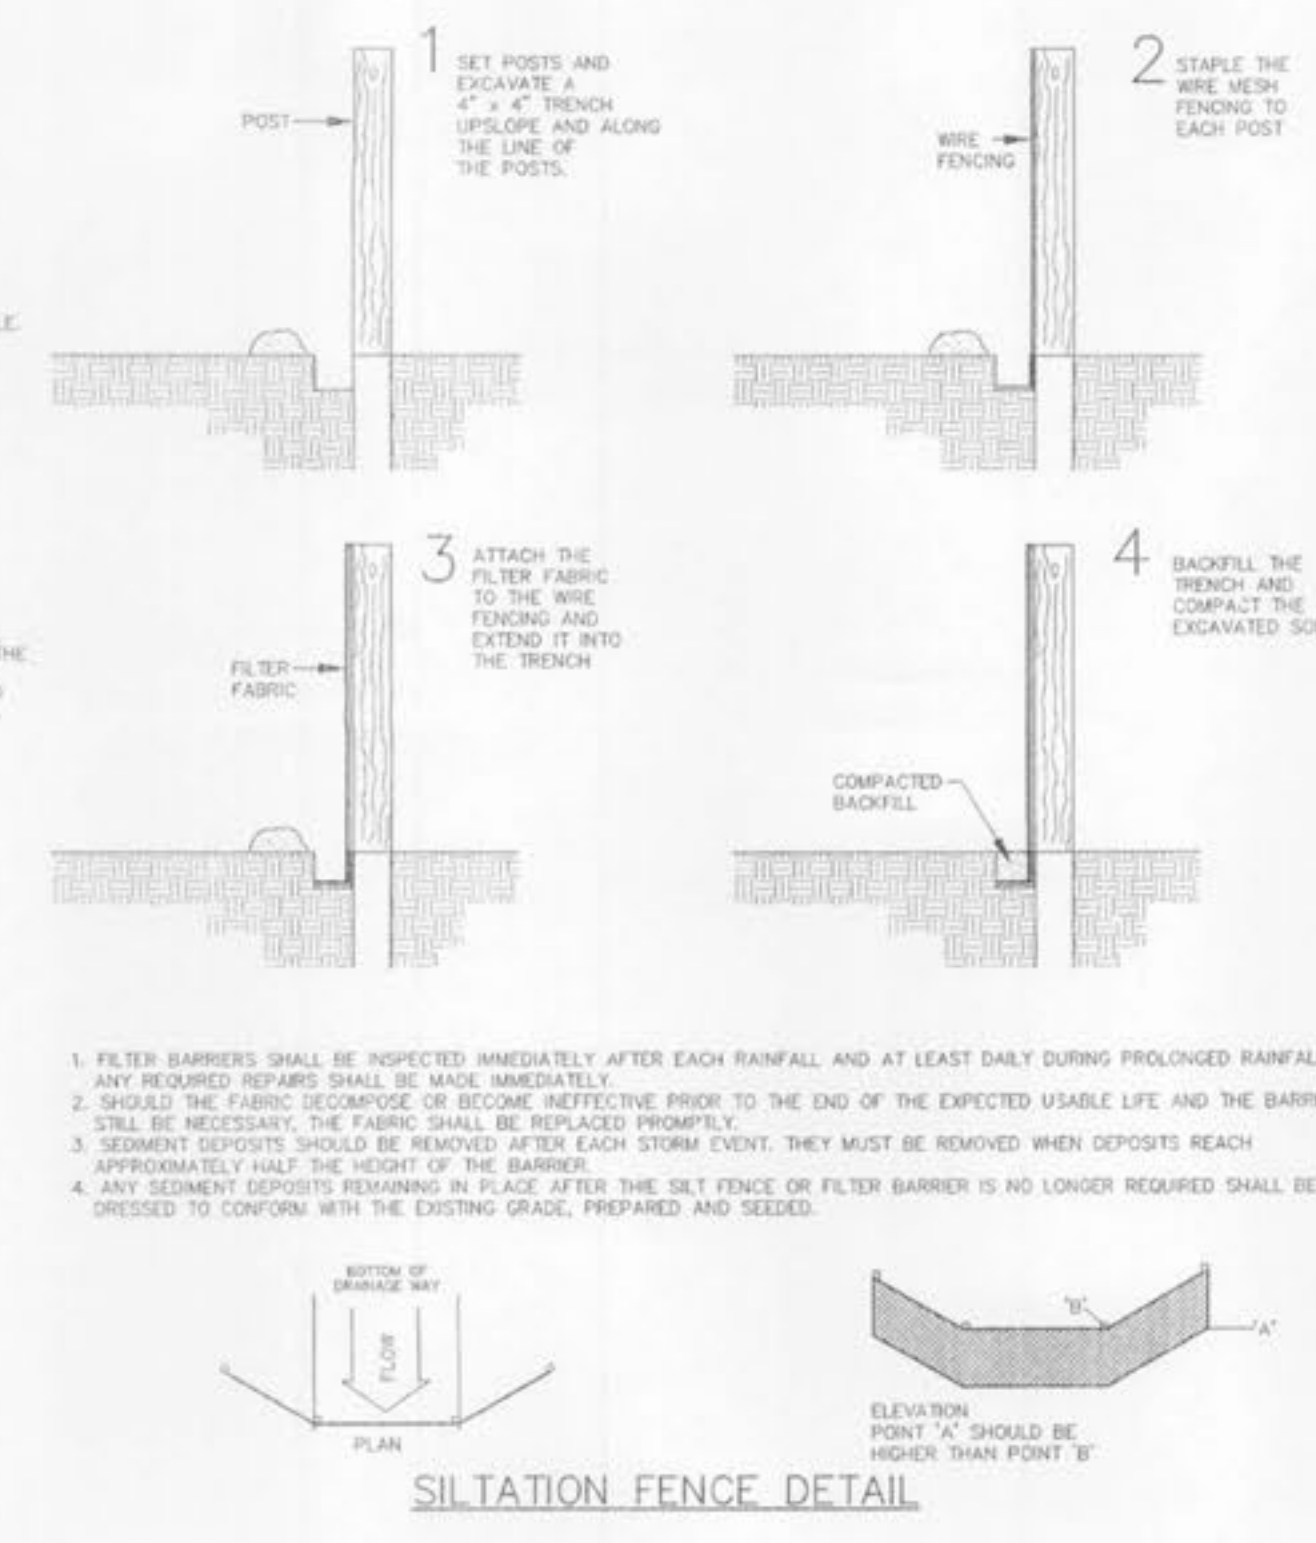 1
SET POSTS AND
EXCAVATE A
4" x 4" TRENCH
UPSLOPE AND ALONG
THE LINE OF
THE POSTS.
POST
2
STAPLE THE
WIRE MESH
FENCING TO
EACH POST
WIRE
FENCING
3
ATTACH THE
FILTER FABRIC
TO THE WIRE
FENCING AND
EXTEND IT INTO
THE TRENCH
FILTER
FABRIC
4
BACKFILL THE
TRENCH AND
COMPACT THE
EXCAVATED
COMPACTED
BACKFILL
THE
1. FILTER BARRIERS SHALL BE INSPECTED IMMEDIATELY AFTER EACH RAINFALL AND AT LEAST DAILY DURING PROLONGED
ANY REQUIRED REPAIRS SHALL BE MADE IMMEDIATELY.
2. SHOULD THE FABRIC DECOMPOSE OR BECOME INEFFECTIVE PRIOR TO THE END OF THE EXPECTED USABLE LIFE AND THE
STILL BE NECESSARY, THE FABRIC SHALL BE REPLACED PROMPTLY.
3. SEDIMENT DEPOSITS SHOULD BE REMOVED AFTER EACH STORM EVENT. THEY MUST BE REMOVED WHEN DEPOSITS REACH
APPROXIMATELY HALF THE HEIGHT OF THE BARRIER.
4. ANY SEDIMENT DEPOSITS REMAINING IN PLACE AFTER THIE SILT FENCE OR FILTER BARRIER IS NO LONGER REQUIRED SHALL BE
DRESSED TO CONFORM WITH THE EXISTING GRADE, PREPARED AND SEEDED.
BOTTOM OF
DRAINAGE WAY
FLOW
PLAN
'B'
'A'
ELEVATION
POINT 'A' SHOULD BE
HIGHER THAN POINT 'B'
SILTATION FENCE DETAIL